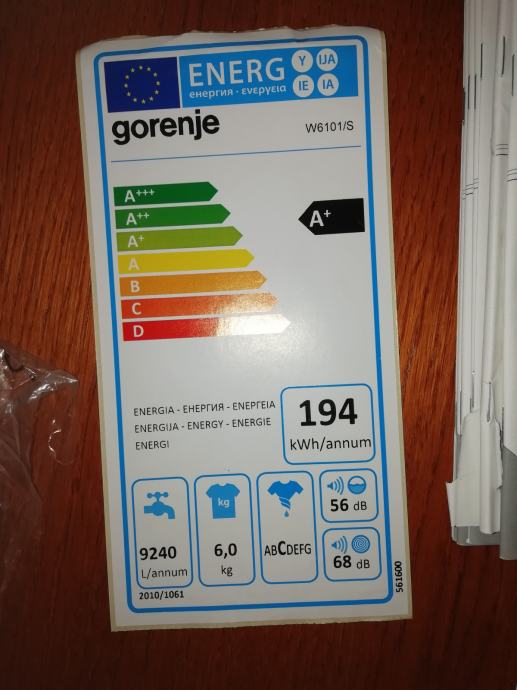 ENERG Y IJA
енергия · ενεργεια IE IA
gorenje W6101/S
A+++
A++
A+ A+
A
B
C
D
ENERGIA - ЕНЕРГИЯ - ΕΝΕΡΓΕΙΑ
ENERGIJA - ENERGY - ENERGIE
ENERGI
194
kWh/annum
kg
56 dB
9240
L/annum
6,0
kg
ABCDEFG
68 dB
2010/1061
561600